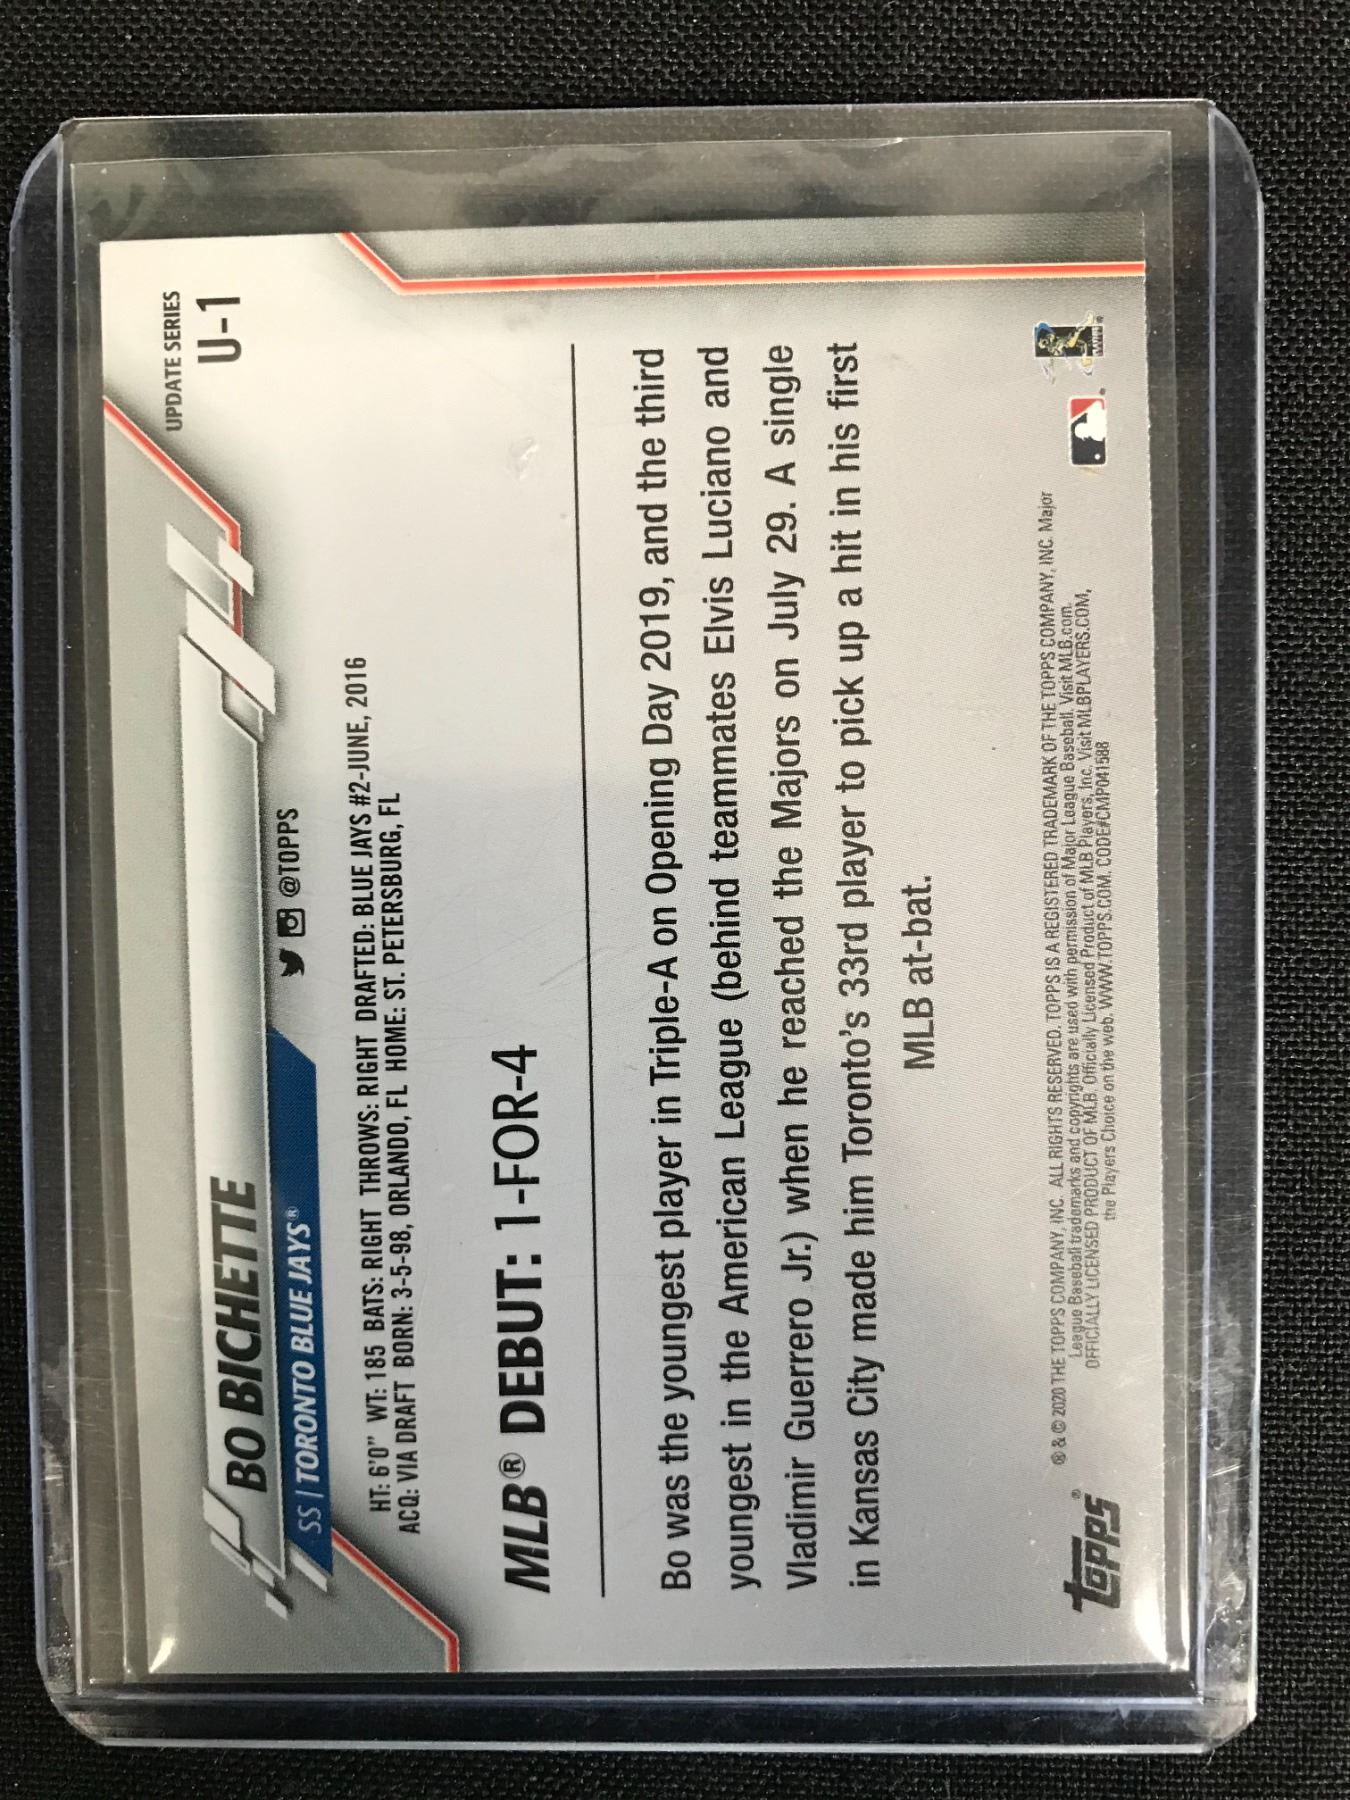 UPDATE SERIES
U-1
BO BICHETTE
SS | TORONTO BLUE JAYS®
@TOPPS
HT: 6'0" WT: 185 BATS: RIGHT THROWS: RIGHT DRAFTED: BLUE JAYS #2-JUNE, 2016
ACQ: VIA DRAFT BORN: 3-5-98, ORLANDO, FL HOME: ST. PETERSBURG, FL
MLB® DEBUT: 1-FOR-4
Bo was the youngest player in Triple-A on Opening Day 2019, and the third
youngest in the American League (behind teammates Elvis Luciano and
Vladimir Guerrero Jr.) when he reached the Majors on July 29. A single
in Kansas City made him Toronto's 33rd player to pick up a hit in his first
MLB at-bat.
topps®
® & © 2020 THE TOPPS COMPANY, INC. ALL RIGHTS RESERVED. TOPPS IS A REGISTERED TRADEMARK OF THE TOPPS COMPANY, INC. Major
League Baseball trademarks and copyrights are used with permission of Major League Baseball. Visit MLB.com.
OFFICIALLY LICENSED PRODUCT OF MLB Officially Licensed Product of MLB Players, Inc. Visit MLBPLAYERS.COM,
the Players Choice on the web. WWW.TOPPS.COM. CODE#CMP041588